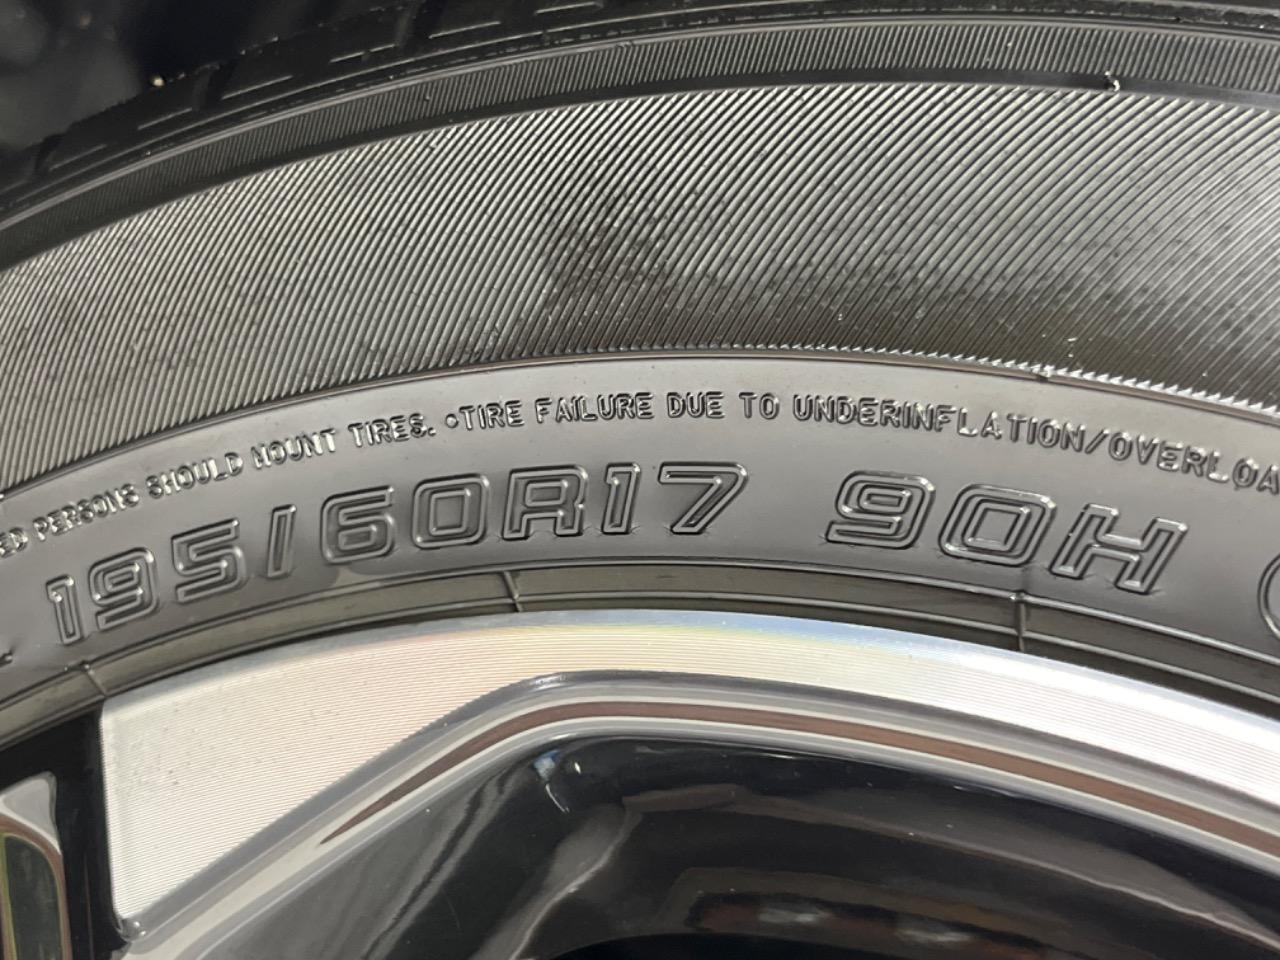 ED PERSONS SHOULD MOUNT TIRES. •TIRE FAILURE DUE TO UNDERINFLATION/OVERLOA
195/60R17 90H